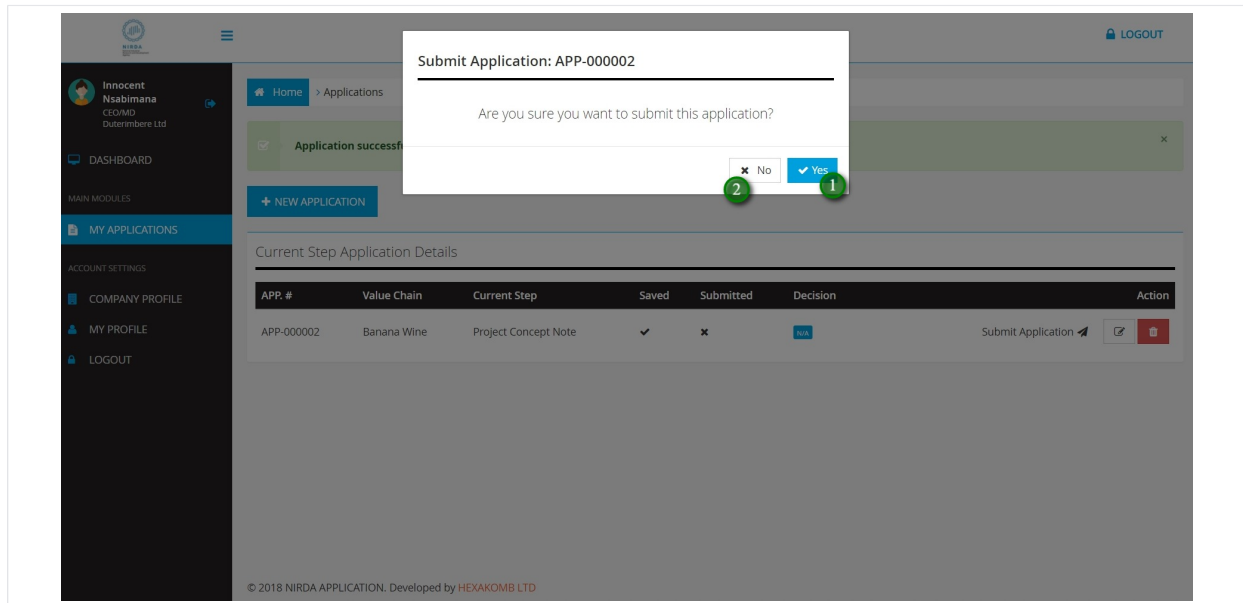 NIRDA
LOGOUT
Submit Application: APP-000002
Are you sure you want to submit this application?
No
Yes
2
1
Innocent
Nsabimana
CEO/MD
Duterimbere Ltd
DASHBOARD
MAIN MODULES
MY APPLICATIONS
ACCOUNT SETTINGS
COMPANY PROFILE
MY PROFILE
LOGOUT
Home > Applications
Application
+ NEW APPLICATION
Current Step Application Details
APP. # Value Chain Current Step Saved Submitted Decision Action
APP-000002 Banana Wine Project Concept Note N/A Submit Application
© 2018 NIRDA APPLICATION. Developed by HEXAKOMB LTD